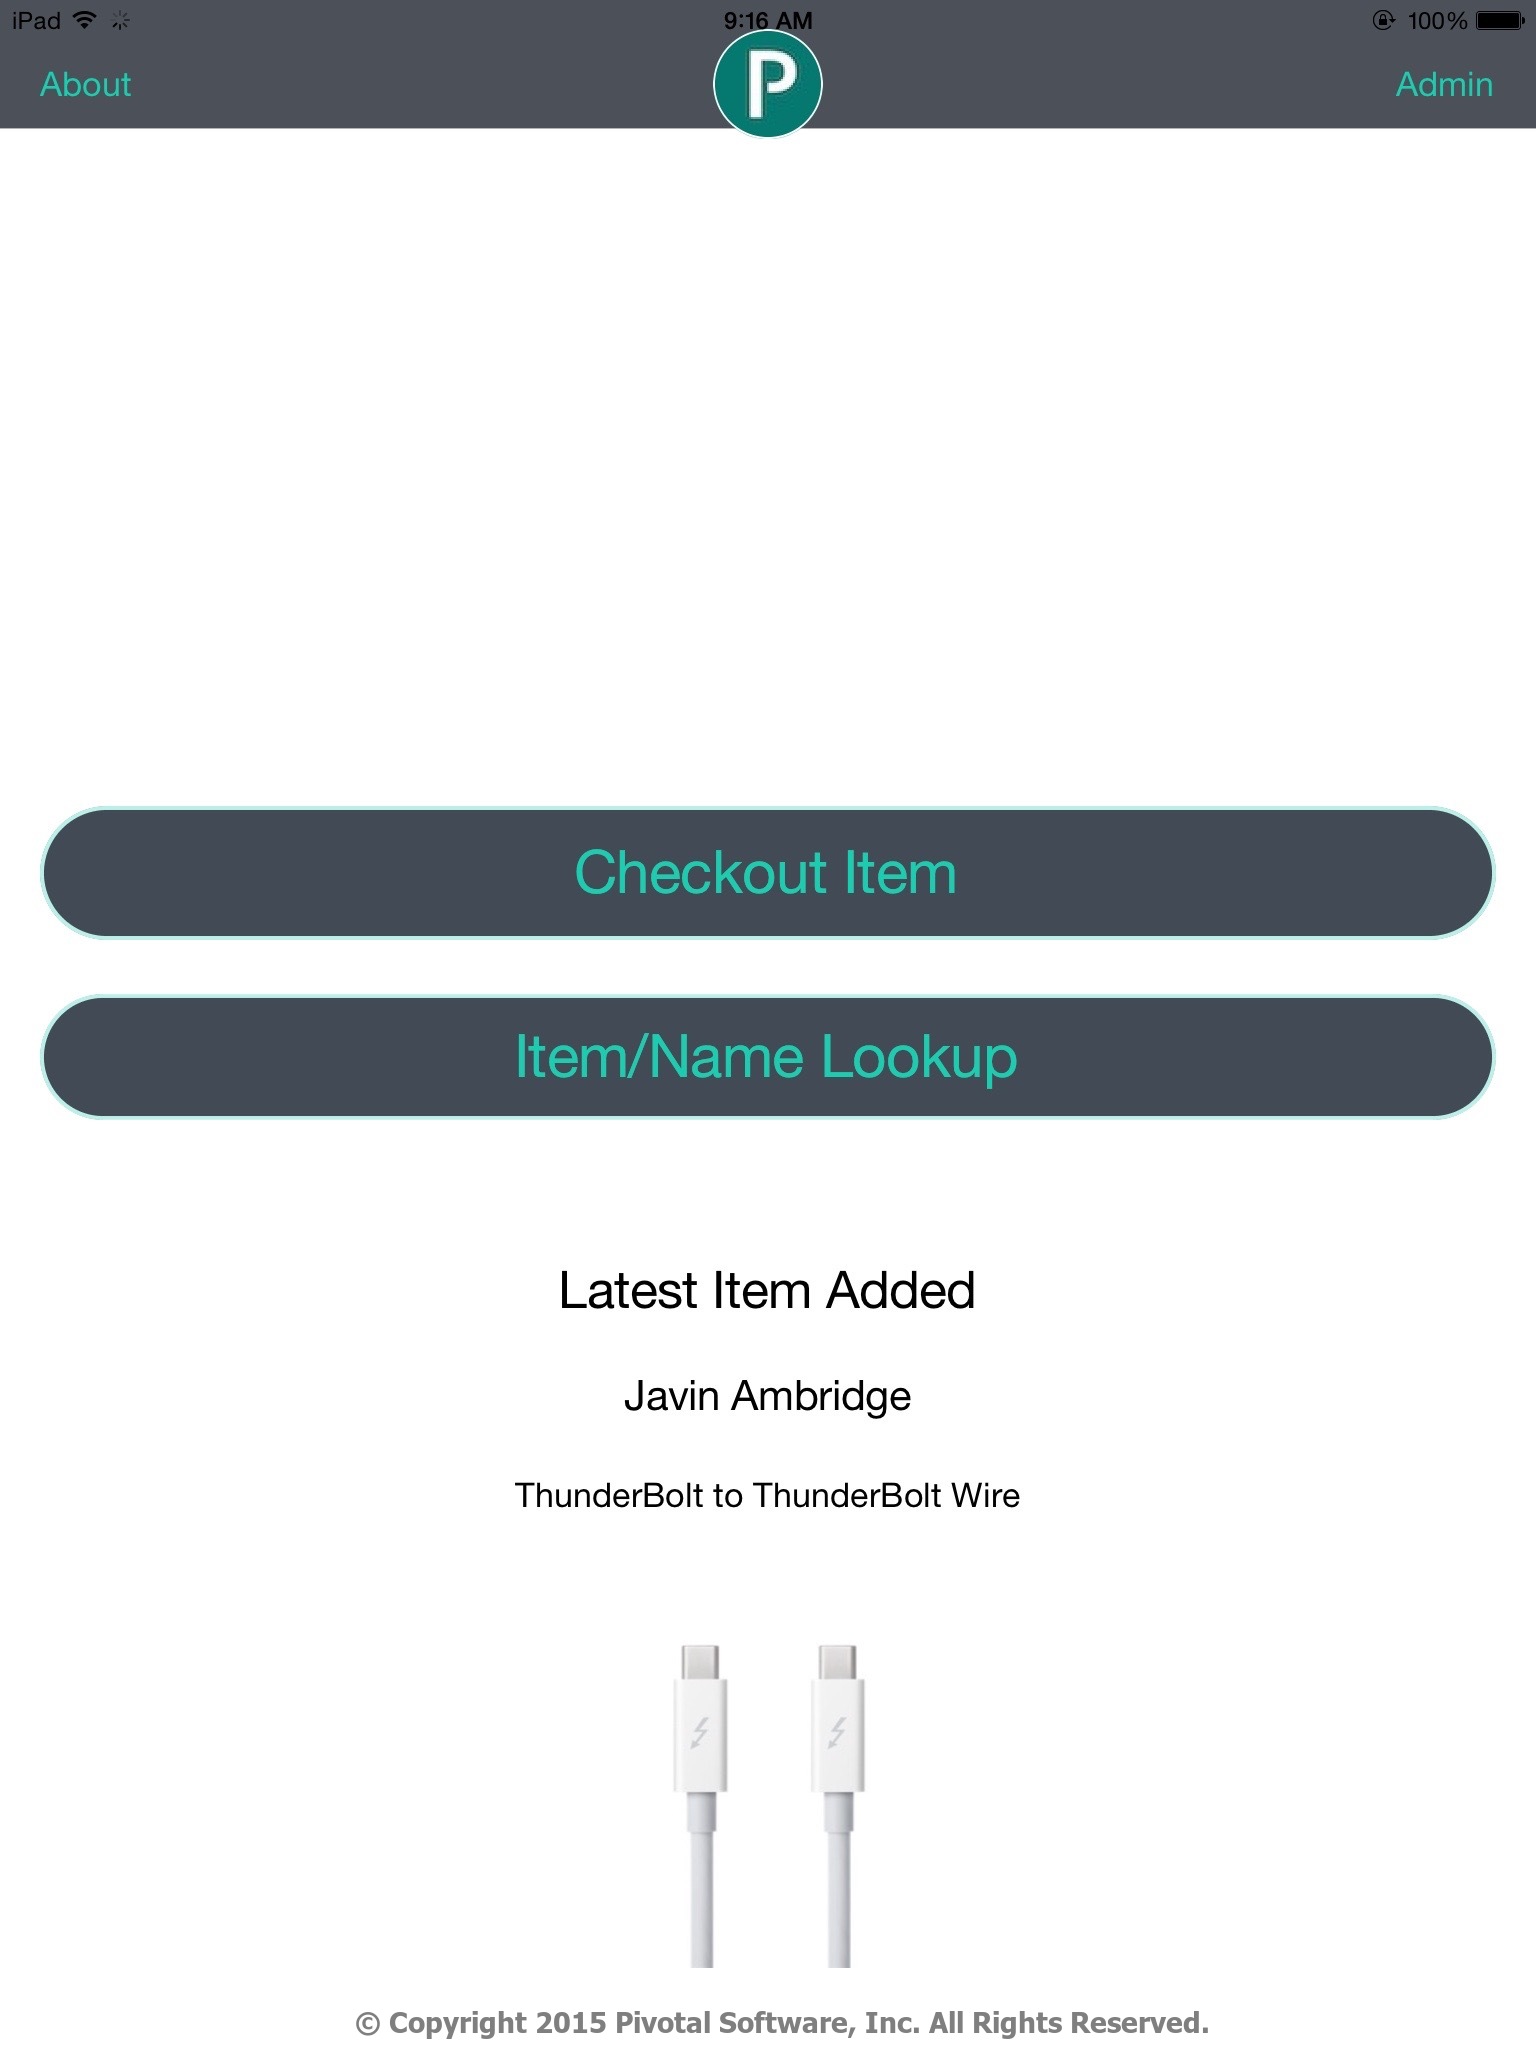 iPad 9:16 AM 100%
About P Admin
Checkout Item
Item/Name Lookup
Latest Item Added
Javin Ambridge
ThunderBolt to ThunderBolt Wire
© Copyright 2015 Pivotal Software, Inc. All Rights Reserved.